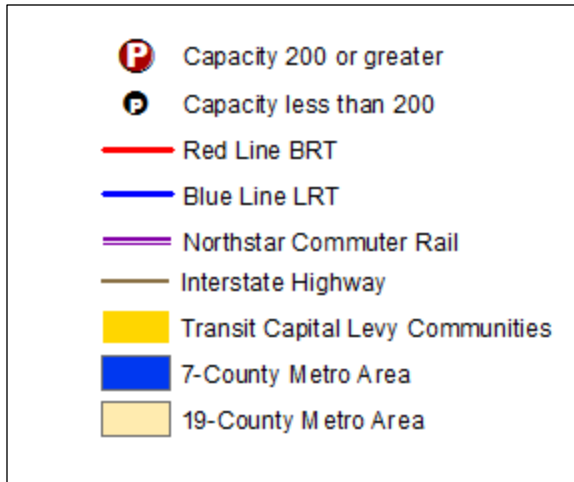 P Capacity 200 or greater
P Capacity less than 200
Red Line BRT
Blue Line LRT
Northstar Commuter Rail
Interstate Highway
Transit Capital Levy Communities
7-County Metro Area
19-County Metro Area